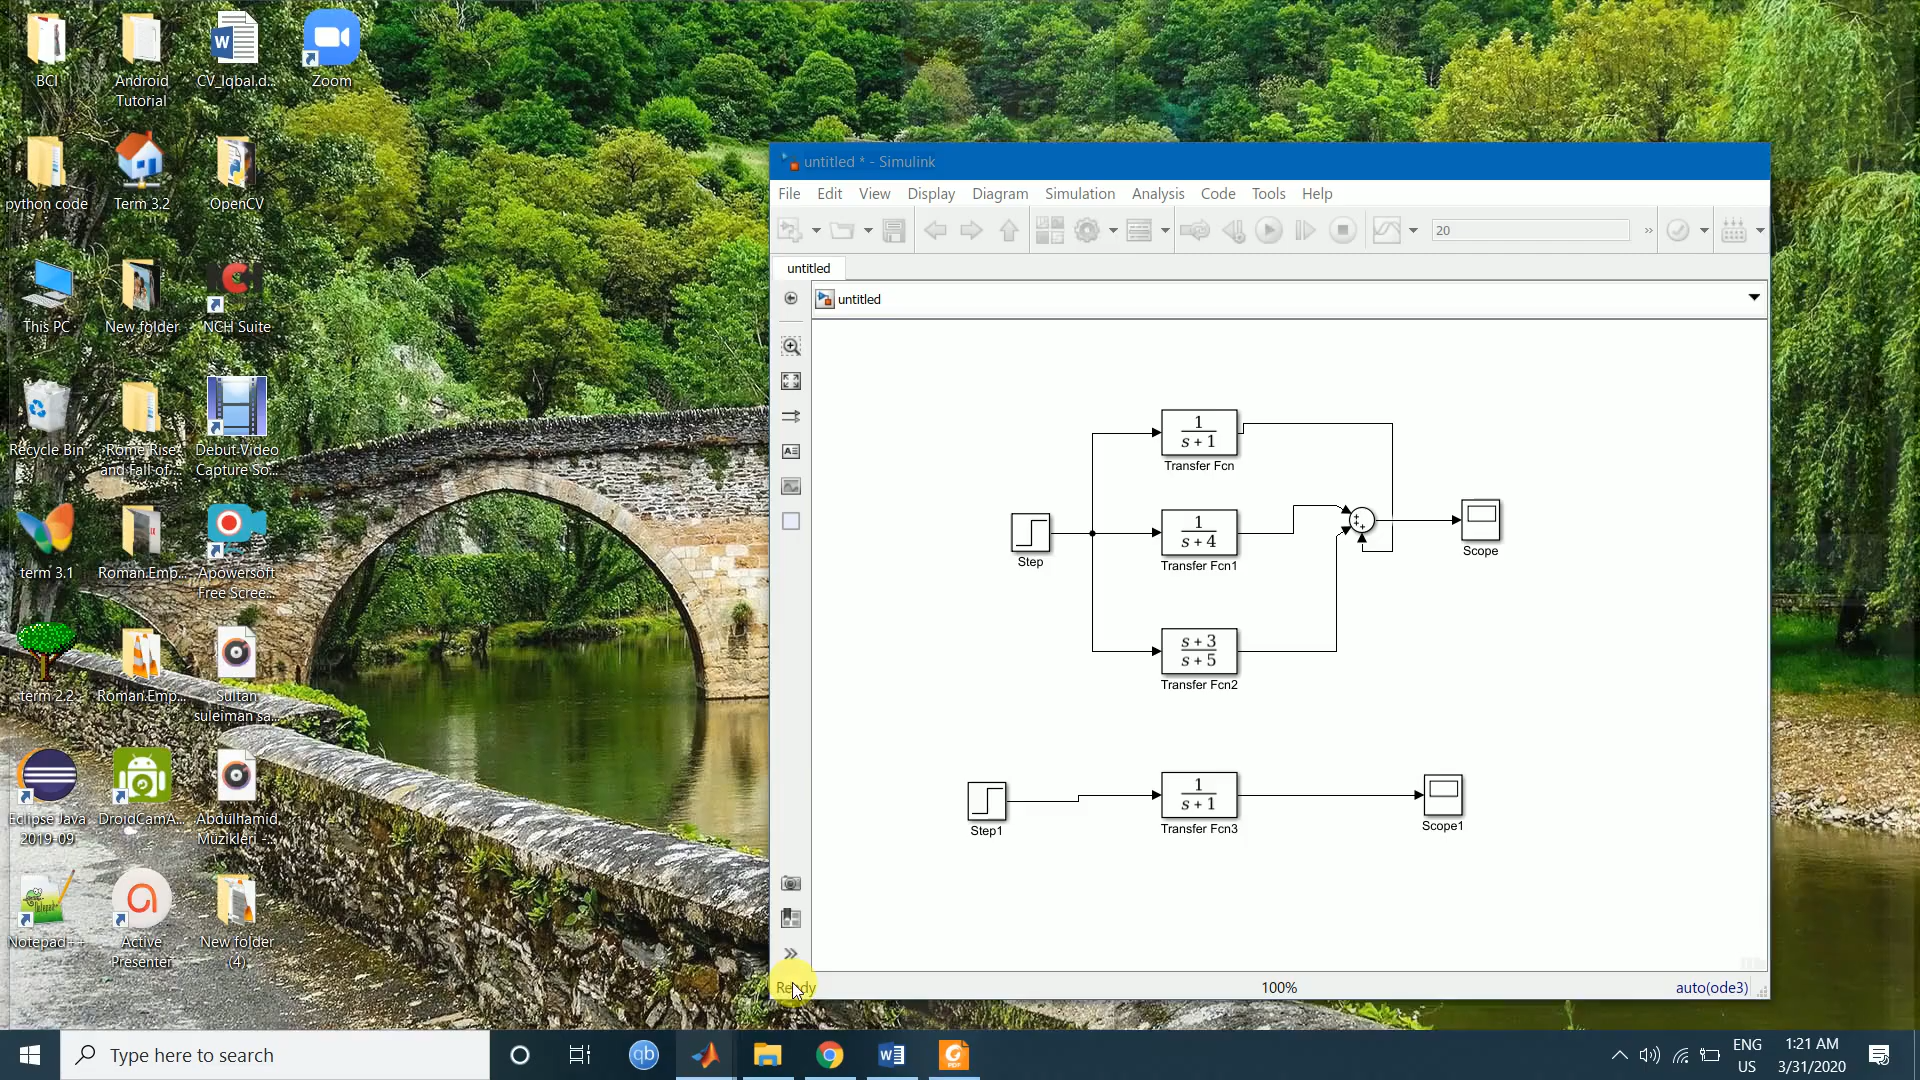 BCI
Android
Tutorial
CV_Iqbal.d...
Zoom
python code
Term 3.2
OpenCV
This PC
New folder
NCH Suite
Recycle Bin
Rome Rise
and Fall of ...
Debut Video
Capture So...
term 3.1
Roman.Emp...
Apowersoft
Free Scree...
term 2.2
Roman.Emp...
Sultan
suleiman sa...
Eclipse Java
2019-09
DroidCamA...
Abdülhamid
Müzikleri -...
Notepad++
Active
Presenter
New folder
(4)
untitled * - Simulink
File Edit View Display Diagram Simulation Analysis Code Tools Help
20
untitled
untitled
1
s + 1
Transfer Fcn
Step
1
s + 4
Transfer Fcn1
Scope
s + 3
s + 5
Transfer Fcn2
Step1
1
s + 1
Transfer Fcn3
Scope1
Ready
100%
auto(ode3)
Type here to search
qb
ENG
US
1:21 AM
3/31/2020